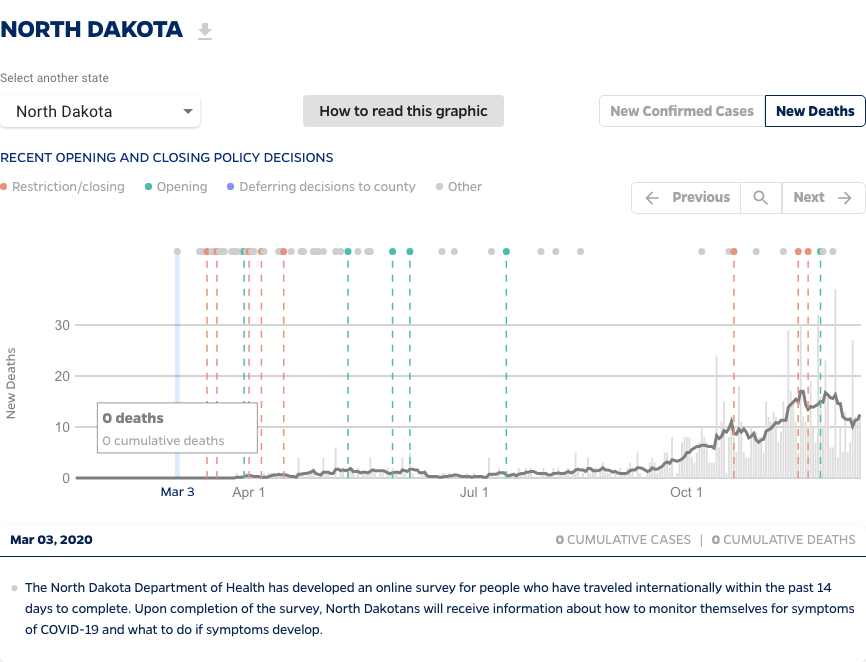 NORTH DAKOTA
Select another state
North Dakota
How to read this graphic
New Confirmed Cases
New Deaths
RECENT OPENING AND CLOSING POLICY DECISIONS
Restriction/closing
Opening
Deferring decisions to county
Other
Previous
Next
New Deaths
30
20
10
0
0 deaths
0 cumulative deaths
Mar 3
Apr 1
Jul 1
Oct 1
Mar 03, 2020
0 CUMULATIVE CASES | 0 CUMULATIVE DEATHS
The North Dakota Department of Health has developed an online survey for people who have traveled internationally within the past 14
days to complete. Upon completion of the survey, North Dakotans will receive information about how to monitor themselves for symptoms
of COVID-19 and what to do if symptoms develop.